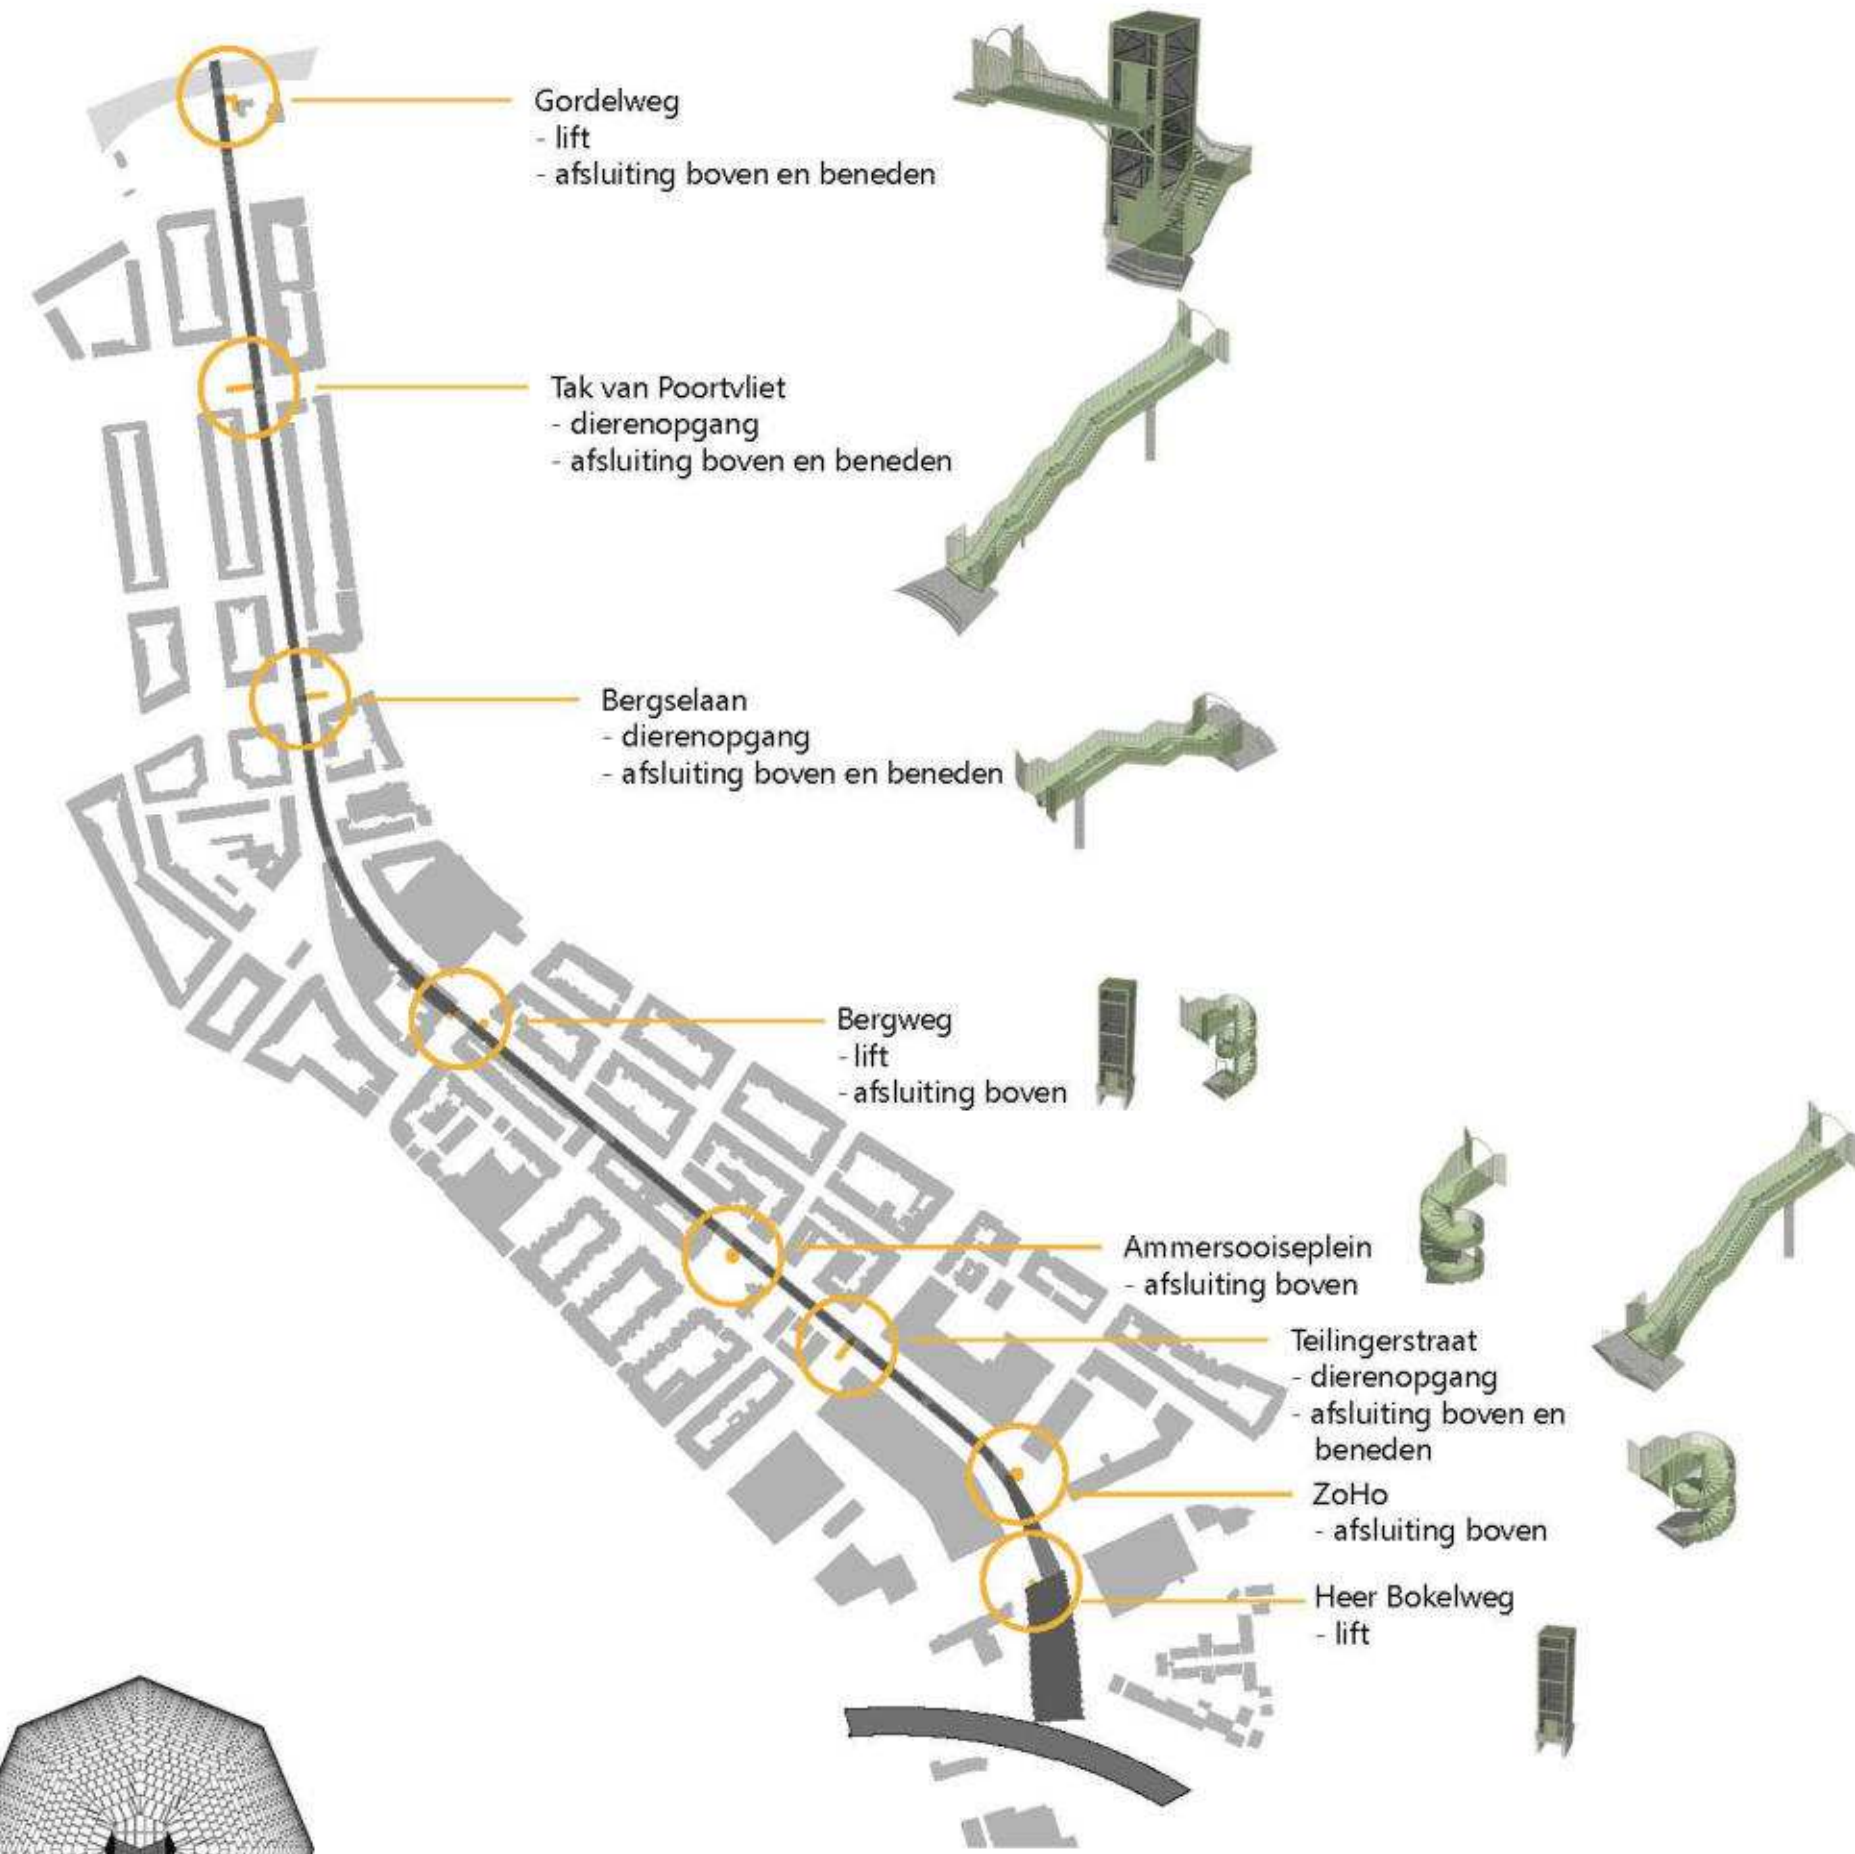 Gordelweg
- lift
- afsluiting boven en beneden
Tak van Poortvliet
- dierenopgang
- afsluiting boven en beneden
Bergselaan
- dierenopgang
- afsluiting boven en beneden
Bergweg
- lift
- afsluiting boven
Ammersooiseplein
- afsluiting boven
Teilingerstraat
- dierenopgang
- afsluiting boven en
beneden
ZoHo
- afsluiting boven
Heer Bokelweg
- lift